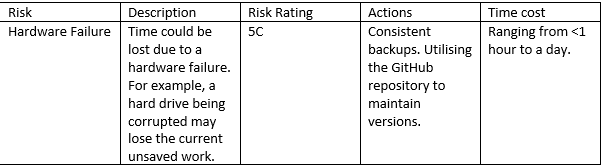 Risk Description Risk Rating Actions Time cost
Hardware Failure Time could be 5C Consistent Ranging from <1
lost due to a backups. Utilising hour to a day.
hardware failure. the GitHub
For example, a repository to
hard drive being maintain
corrupted may versions.
lose the current
unsaved work.